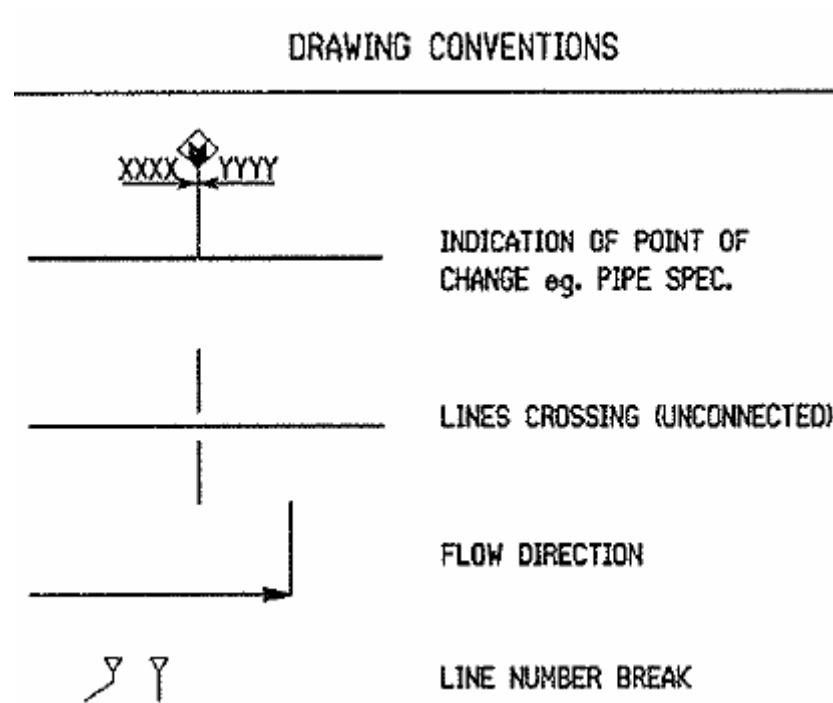 DRAWING CONVENTIONS
XXXX YYYY
INDICATION OF POINT OF
CHANGE eg. PIPE SPEC.
LINES CROSSING (UNCONNECTED)
FLOW DIRECTION
LINE NUMBER BREAK